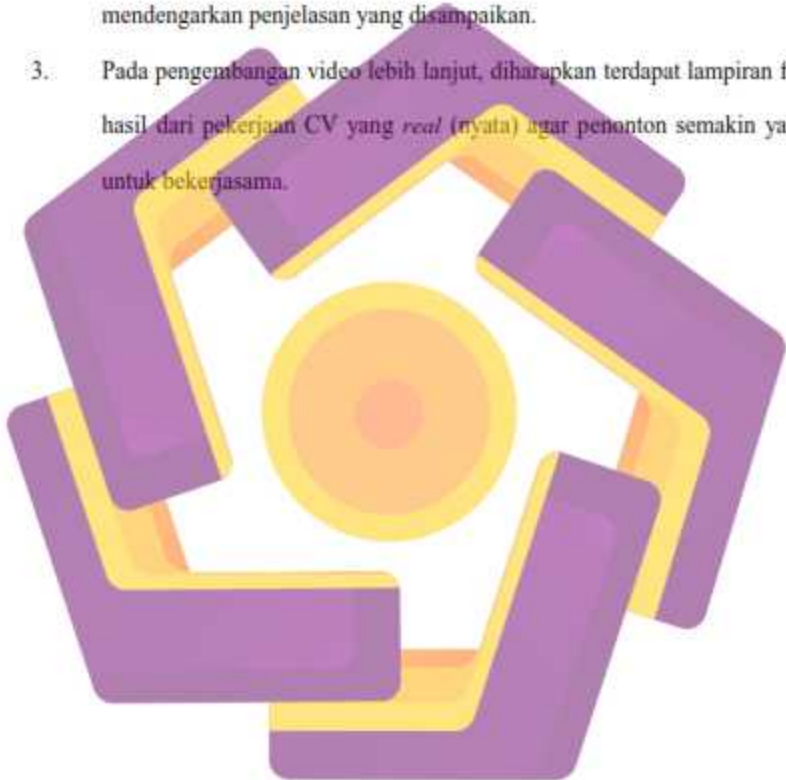 mendengarkan penjelasan yang disampaikan.
3. Pada pengembangan video lebih lanjut, diharapkan terdapat lampiran
hasil dari pekerjaan CV yang real (nyata) agar penonton semakin
untuk bekerjasama.